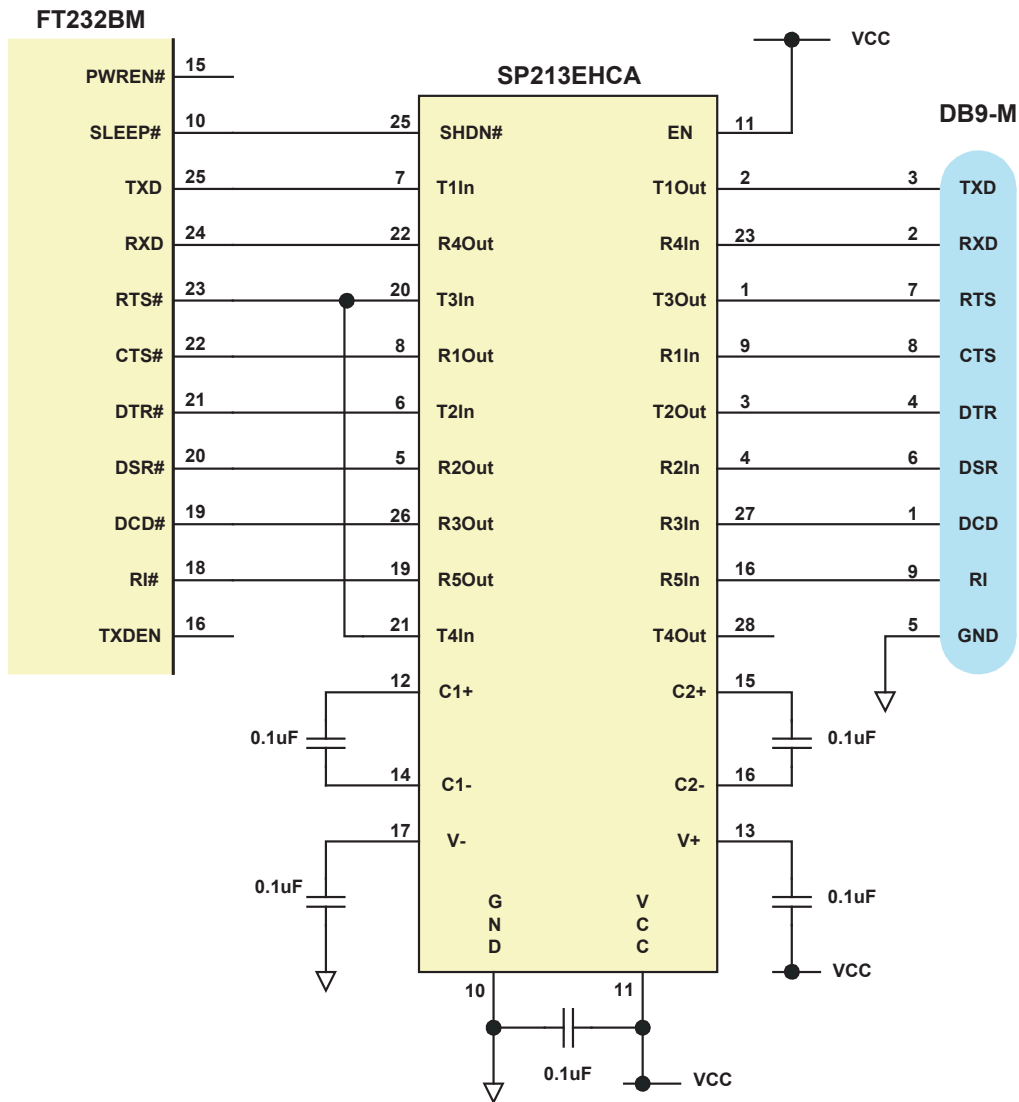 FT232BM
SP213EHCA
VCC
DB9-M
PWREN# 15
EN 11
SLEEP# 10 25 SHDN#
TXD 25 7 T1In T1Out 2 3 TXD
RXD 24 22 R4Out R4In 23 2 RXD
RTS# 23 20 T3In T3Out 1 7 RTS
CTS# 22 8 R1Out R1In 9 8 CTS
DTR# 21 6 T2In T2Out 3 4 DTR
DSR# 20 5 R2Out R2In 4 6 DSR
DCD# 19 26 R3Out R3In 27 1 DCD
RI# 18 19 R5Out R5In 16 9 RI
TXDEN 16 21 T4In T4Out 28 5 GND
12 C1+ C2+ 15
0.1uF 0.1uF
14 C1- C2- 16
17 V- V+ 13
0.1uF 0.1uF
GND VCC
VCC
10 11
0.1uF
VCC